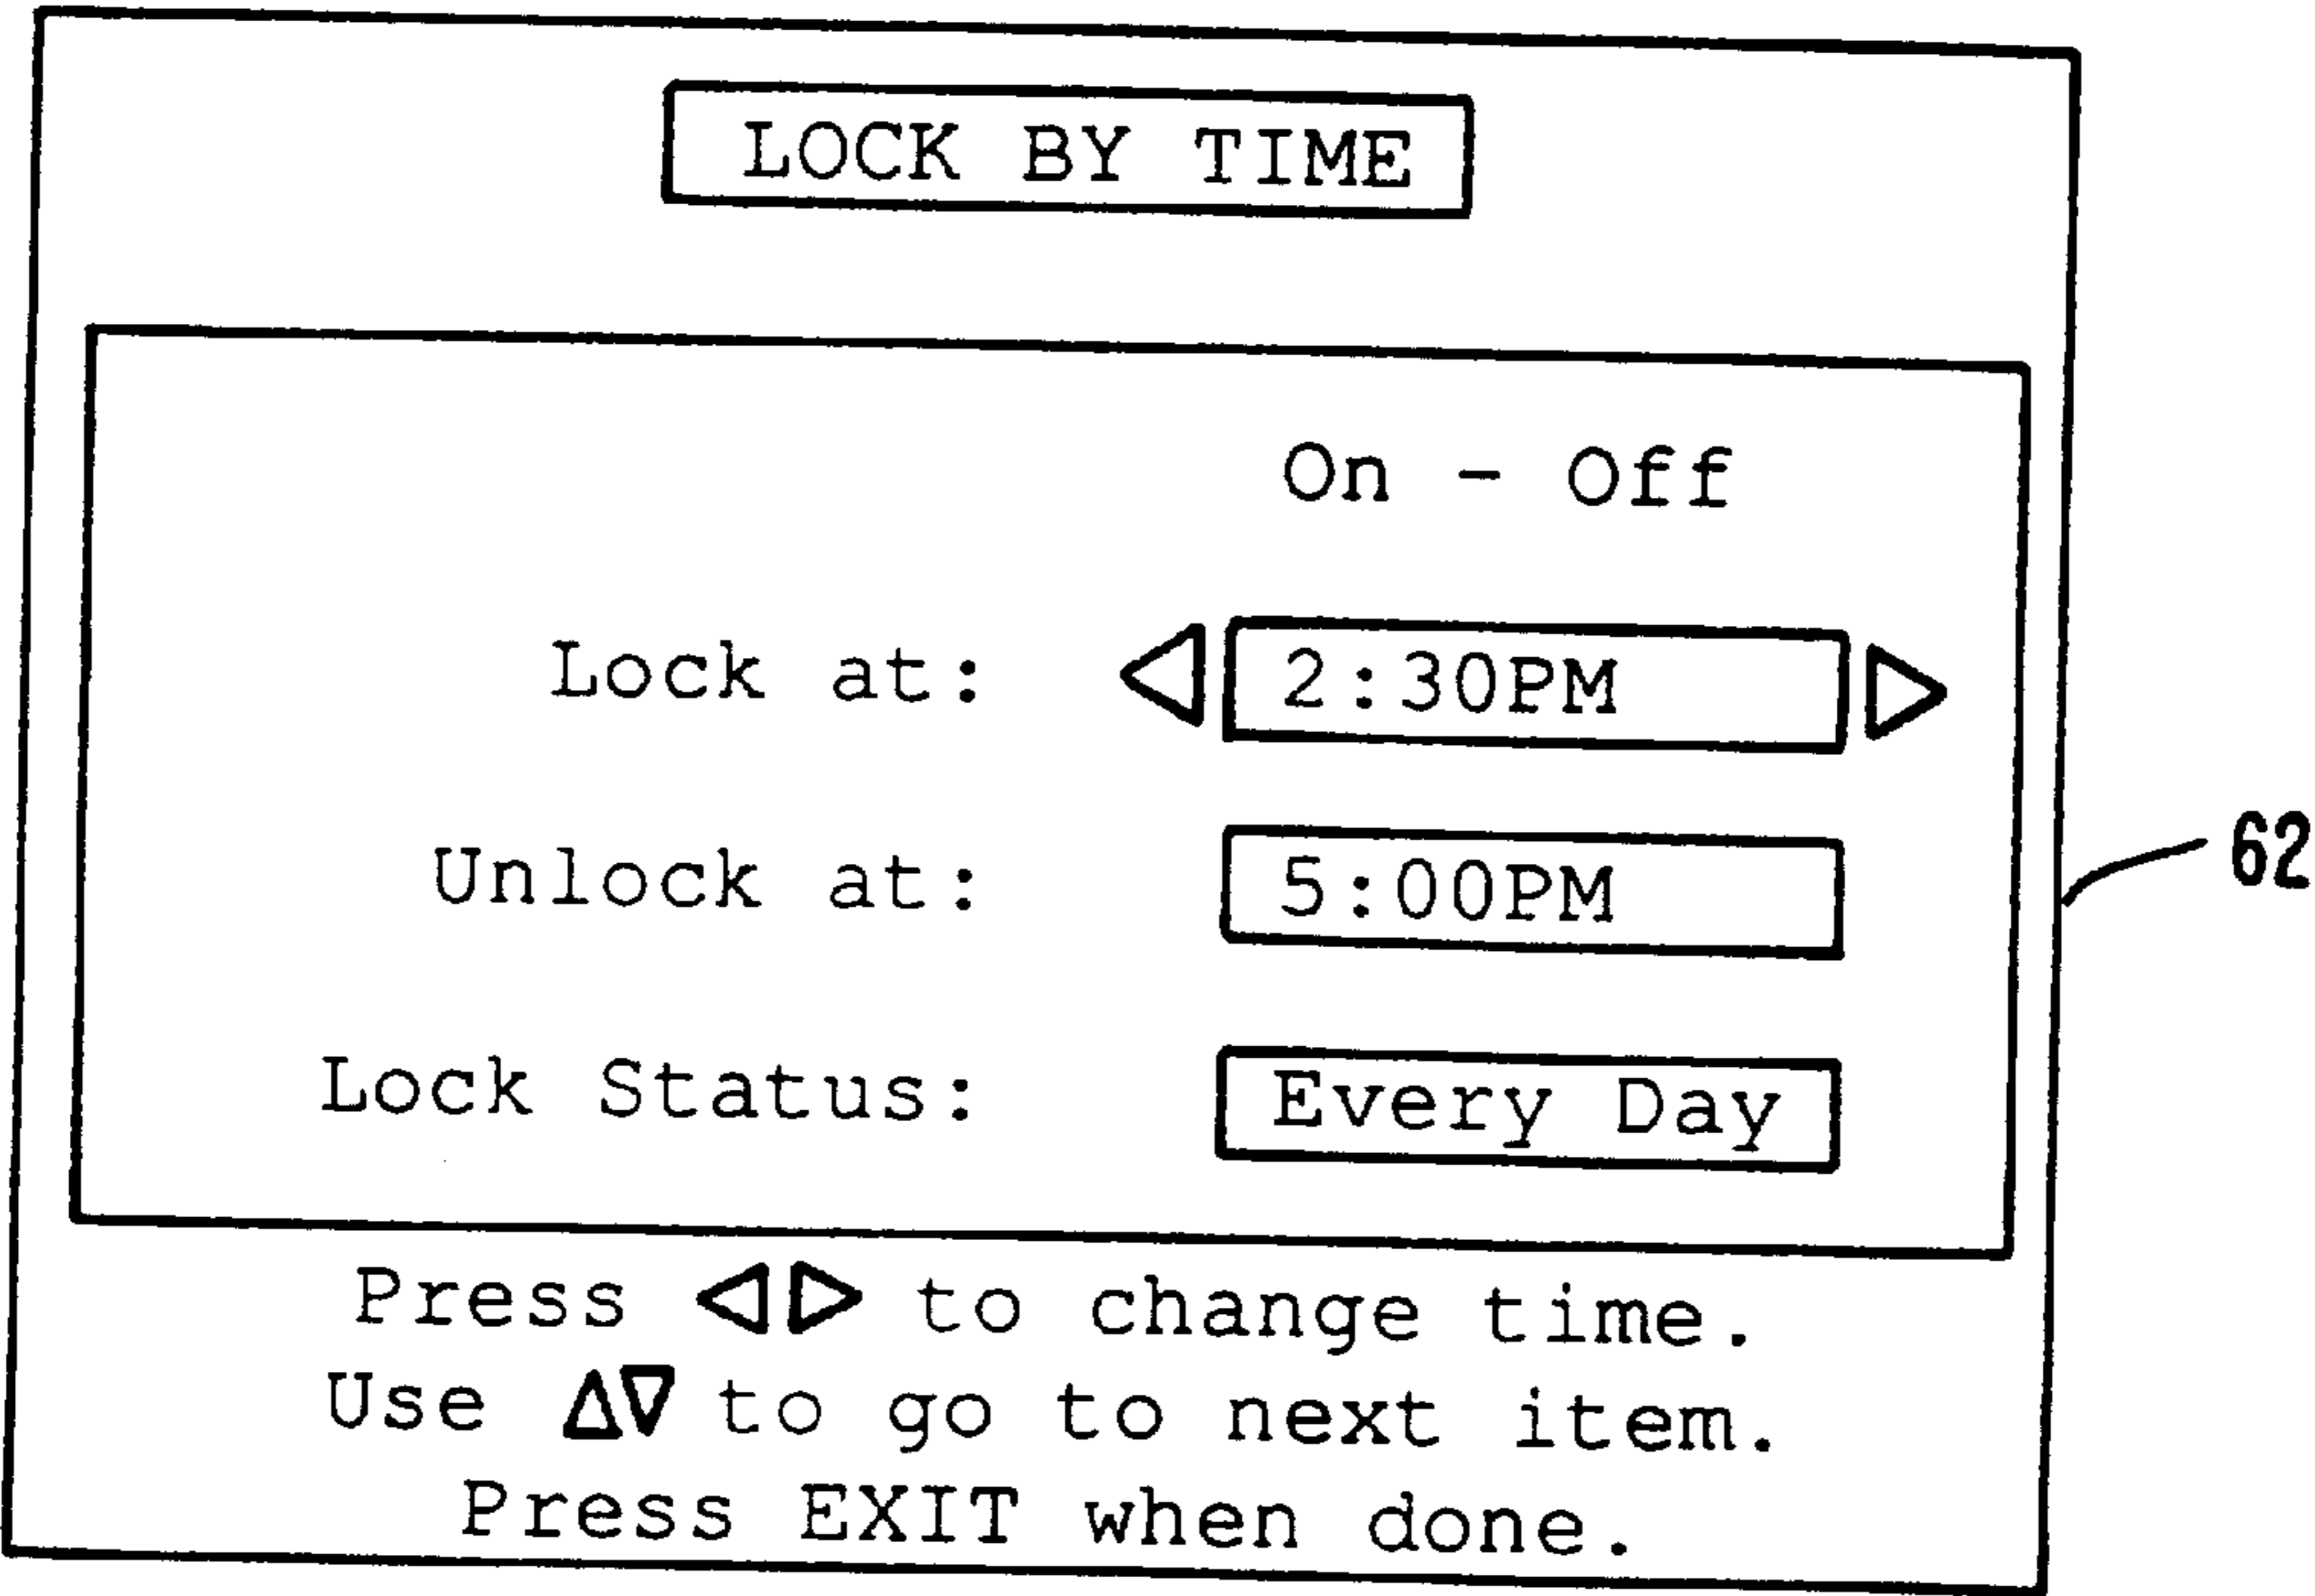 LOCK BY TIME
On - Off
Lock at: ◁ 2:30PM ▷
Unlock at: 5:00PM
62
Lock Status: Every Day
Press ◁▷ to change time.
Use △▽ to go to next item.
Press EXIT when done.